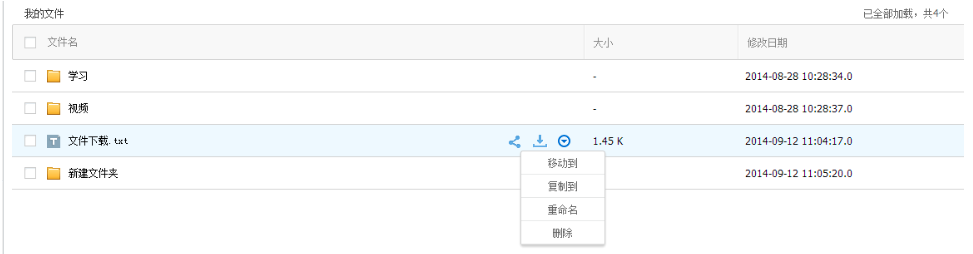 我的文件 已全部加载，共4个
文件名 大小 修改日期
学习 - 2014-08-28 10:28:34.0
视频 - 2014-08-28 10:28:37.0
文件下载.txt 1.45 K 2014-09-12 11:04:17.0
新建文件夹 2014-09-12 11:05:20.0
移动到
复制到
重命名
删除